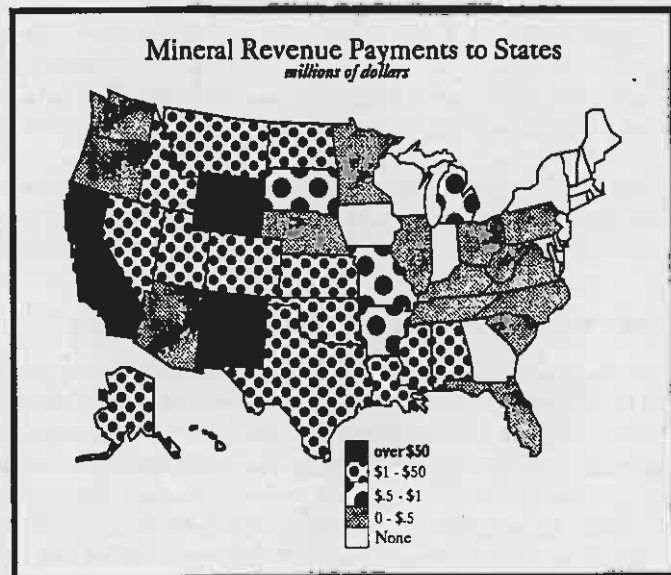 Mineral Revenue Payments to States
millions of dollars
over $50
$1 - $50
$.5 - $1
0 - $.5
None